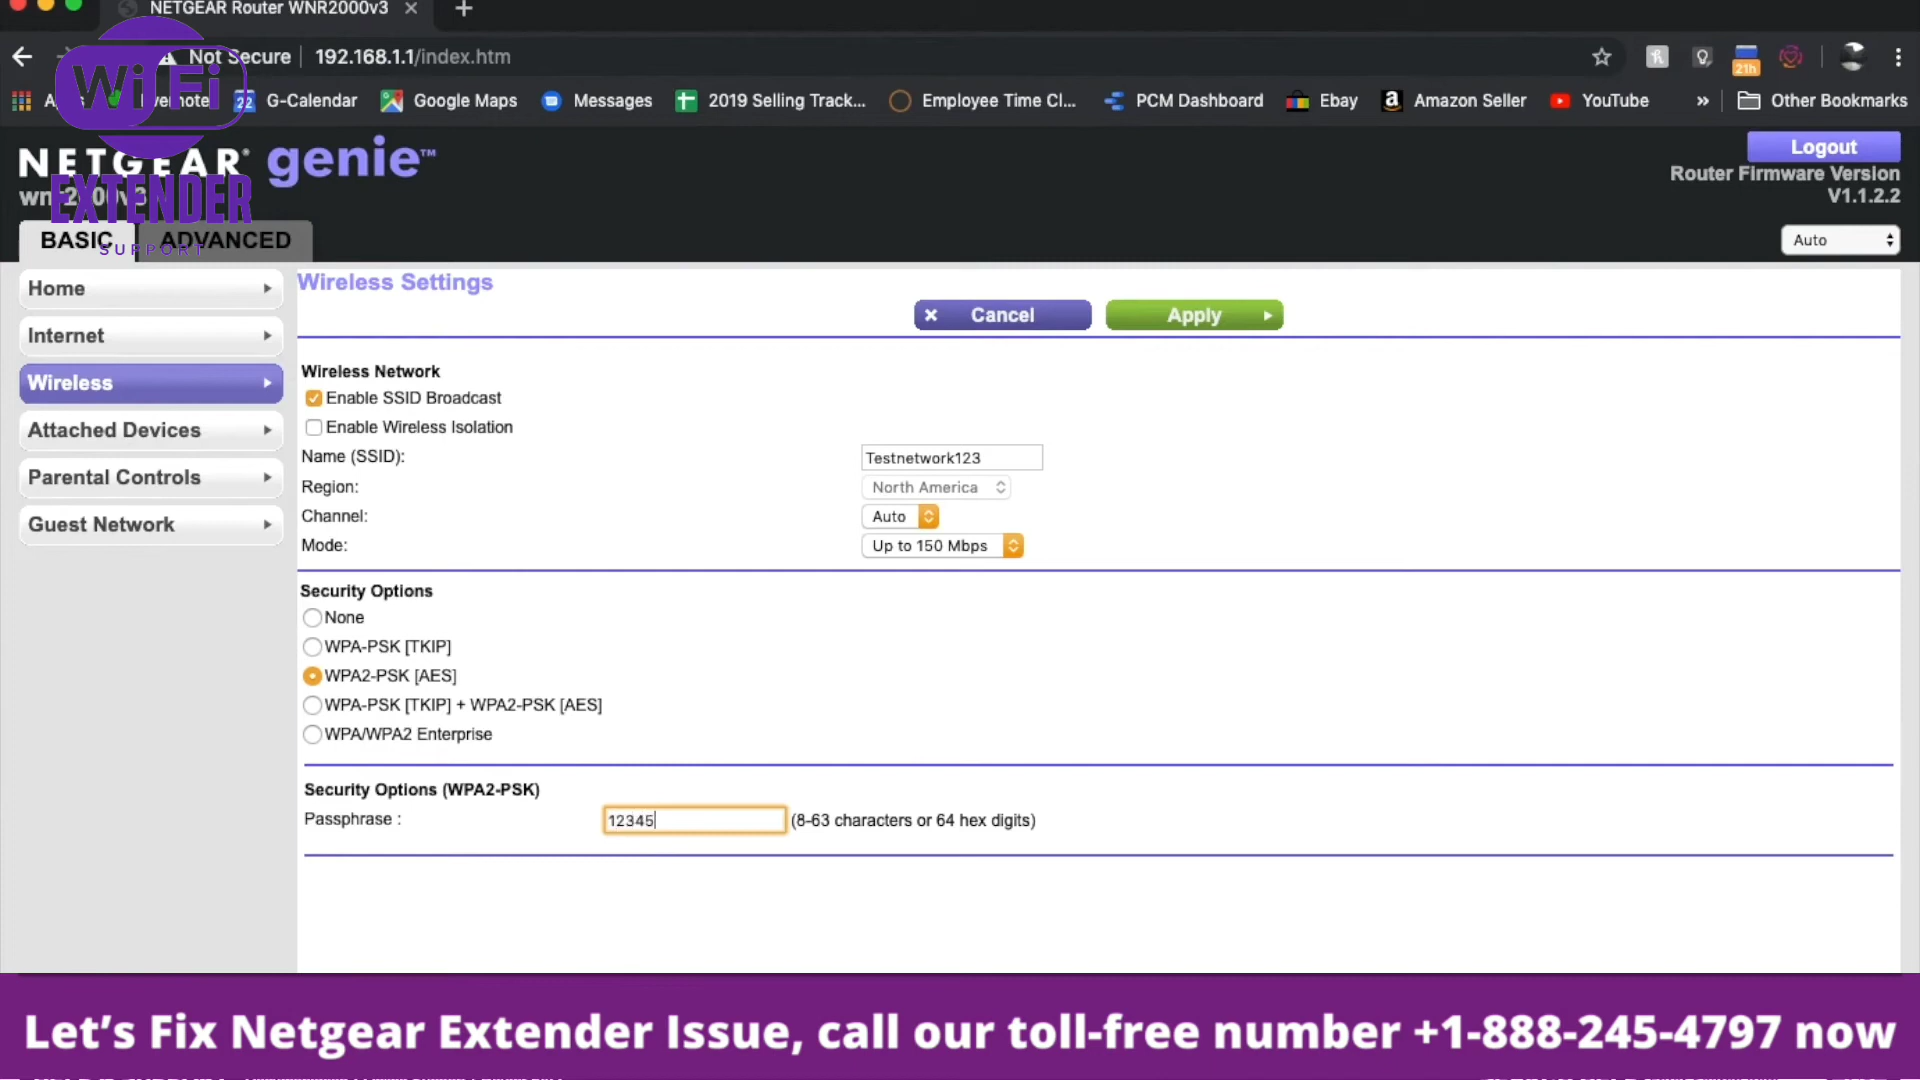 NETGEAR Router WNR2000v3
Not Secure | 192.168.1.1/index.htm
21h
22 G-Calendar Google Maps Messages 2019 Selling Track... Employee Time Cl... PCM Dashboard Ebay Amazon Seller YouTube » Other Bookmarks
WiFi
EXTENDER
SUPPORT
NETGEAR® genie™
Logout
Router Firmware Version
V1.1.2.2
wnr2000v3
BASIC ADVANCED
Auto
Home
Internet
Wireless
Attached Devices
Parental Controls
Guest Network
Wireless Settings
Cancel Apply
Wireless Network
Enable SSID Broadcast
Enable Wireless Isolation
Name (SSID): Testnetwork123
Region: North America
Channel: Auto
Mode: Up to 150 Mbps
Security Options
None
WPA-PSK [TKIP]
WPA2-PSK [AES]
WPA-PSK [TKIP] + WPA2-PSK [AES]
WPA/WPA2 Enterprise
Security Options (WPA2-PSK)
Passphrase : 12345 (8-63 characters or 64 hex digits)
Let's Fix Netgear Extender Issue, call our toll-free number +1-888-245-4797 now